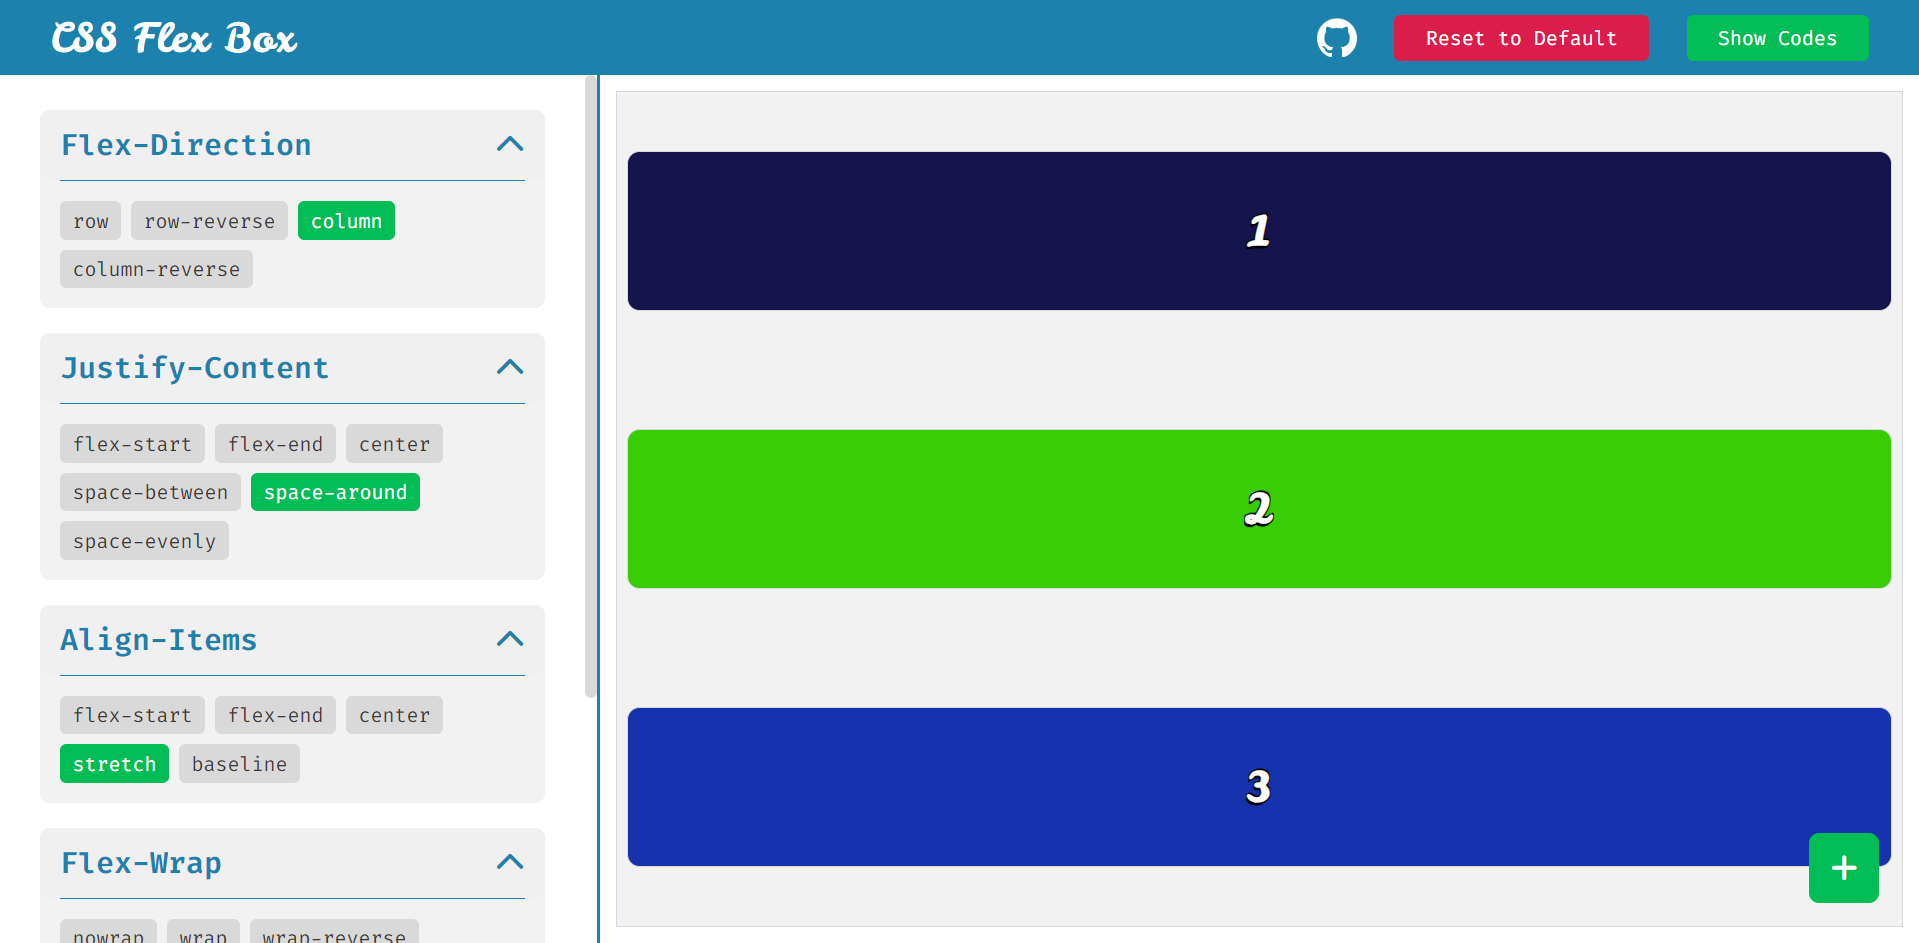 CSS Flex Box
Reset to Default
Show Codes
Flex-Direction
row row-reverse column
column-reverse
Justify-Content
flex-start flex-end center
space-between space-around
space-evenly
Align-Items
flex-start flex-end center
stretch baseline
Flex-Wrap
nowrap wrap wrap-reverse
1
2
3
+